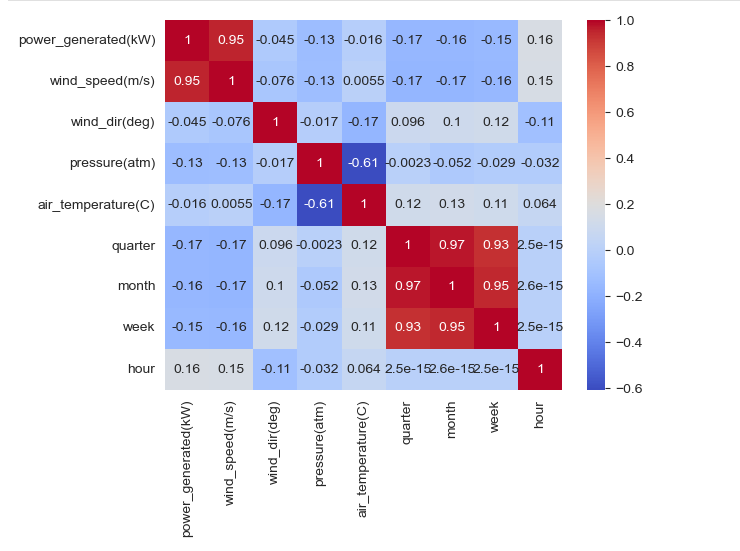 power_generated(kW) 1 0.95 -0.045 -0.13 -0.016 -0.17 -0.16 -0.15 0.16
wind_speed(m/s) 0.95 1 -0.076 -0.13 0.0055 -0.17 -0.17 -0.16 0.15
wind_dir(deg) -0.045 -0.076 1 -0.017 -0.17 0.096 0.1 0.12 -0.11
pressure(atm) -0.13 -0.13 -0.017 1 -0.61 -0.0023 -0.052 -0.029 -0.032
air_temperature(C) -0.016 0.0055 -0.17 -0.61 1 0.12 0.13 0.11 0.064
quarter -0.17 -0.17 0.096 -0.0023 0.12 1 0.97 0.93 2.5e-15
month -0.16 -0.17 0.1 -0.052 0.13 0.97 1 0.95 2.6e-15
week -0.15 -0.16 0.12 -0.029 0.11 0.93 0.95 1 2.5e-15
hour 0.16 0.15 -0.11 -0.032 0.064 2.5e-15 2.6e-15 2.5e-15 1
power_generated(kW)
wind_speed(m/s)
wind_dir(deg)
pressure(atm)
air_temperature(C)
quarter
month
week
hour
1.0
0.8
0.6
0.4
0.2
0.0
−0.2
−0.4
−0.6